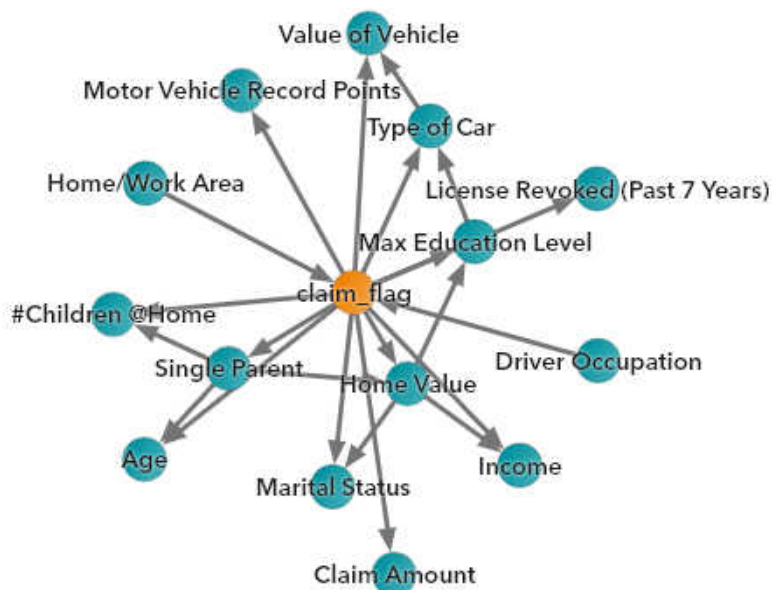 Value of Vehicle
Motor Vehicle Record Points
Type of Car
Home/Work Area
License Revoked (Past 7 Years)
Max Education Level
claim_flag
#Children @Home
Single Parent
Home Value
Driver Occupation
Age
Marital Status
Income
Claim Amount